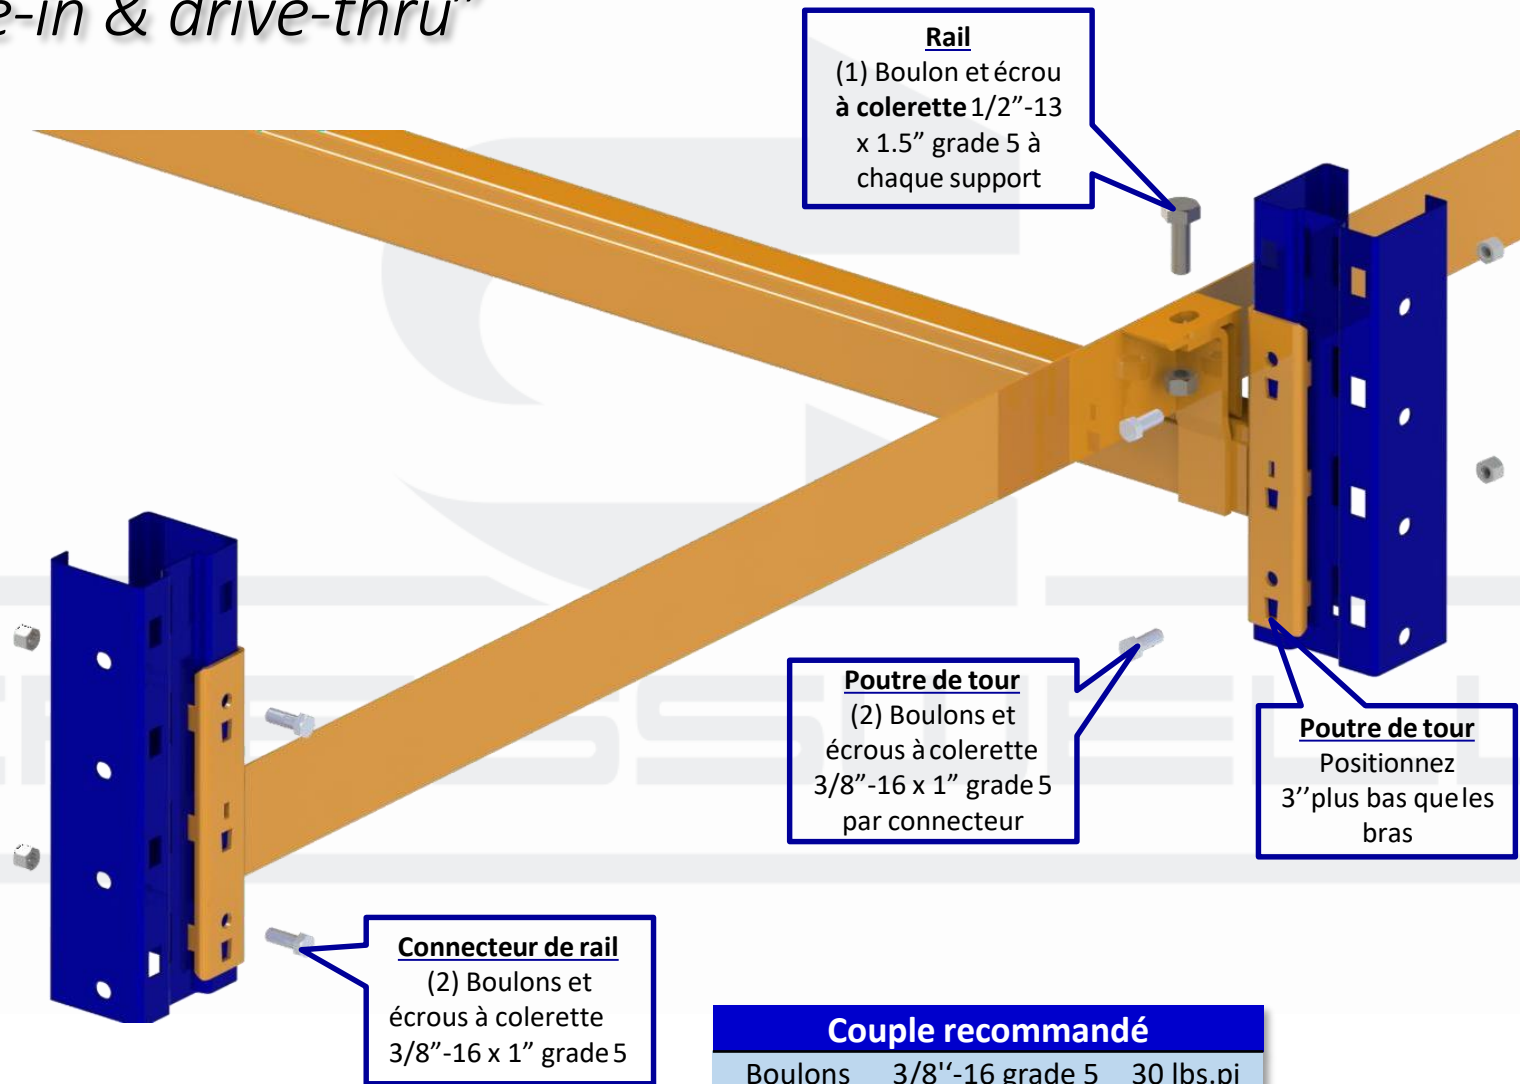 e-in & drive-thru”
Rail
(1) Boulon et écrou
à colerette 1/2”-13
x 1.5” grade 5 à
chaque support
Poutre de tour
(2) Boulons et
écrous à colerette
3/8”-16 x 1” grade 5
par connecteur
Poutre de tour
Positionnez
3’’plus bas que les
bras
Connecteur de rail
(2) Boulons et
écrous à colerette
3/8”-16 x 1” grade 5
Couple recommandé
Boulons 3/8'‘-16 grade 5 30 lbs.pi